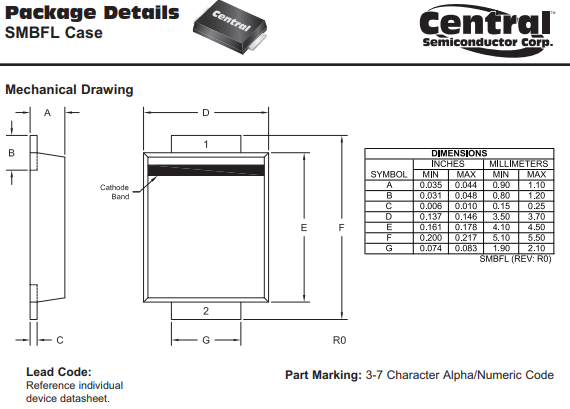 Package Details
SMBFL Case
Central
Central™
Semiconductor Corp.
Mechanical Drawing
A
D
B
1
Cathode
Band
E
F
2
C
G
R0
DIMENSIONS
INCHES MILLIMETERS
SYMBOL MIN MAX MIN MAX
A 0.035 0.044 0.90 1.10
B 0.031 0.048 0.80 1.20
C 0.006 0.010 0.15 0.25
D 0.137 0.146 3.50 3.70
E 0.161 0.178 4.10 4.50
F 0.200 0.217 5.10 5.50
G 0.074 0.083 1.90 2.10
SMBFL (REV: R0)
Lead Code:
Reference individual
device datasheet.
Part Marking: 3-7 Character Alpha/Numeric Code